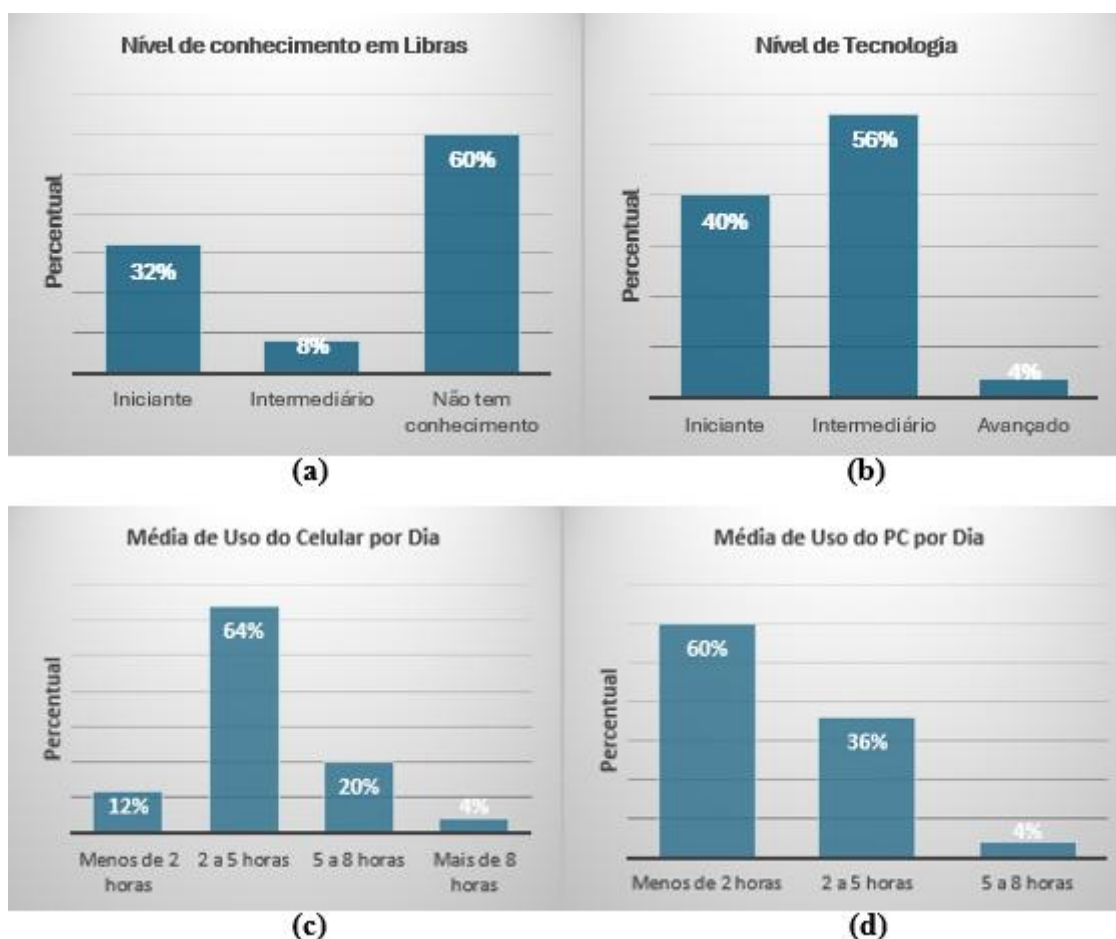 Nível de conhecimento em Libras
Percentual
32%
8%
60%
Iniciante
Intermediário
Não tem
conhecimento
(a)
Nível de Tecnologia
Percentual
40%
56%
4%
Iniciante
Intermediário
Avançado
(b)
Média de Uso do Celular por Dia
Percentual
12%
64%
20%
4%
Menos de 2
horas
2 a 5 horas
5 a 8 horas
Mais de 8
horas
(c)
Média de Uso do PC por Dia
Percentual
60%
36%
4%
Menos de 2 horas
2 a 5 horas
5 a 8 horas
(d)